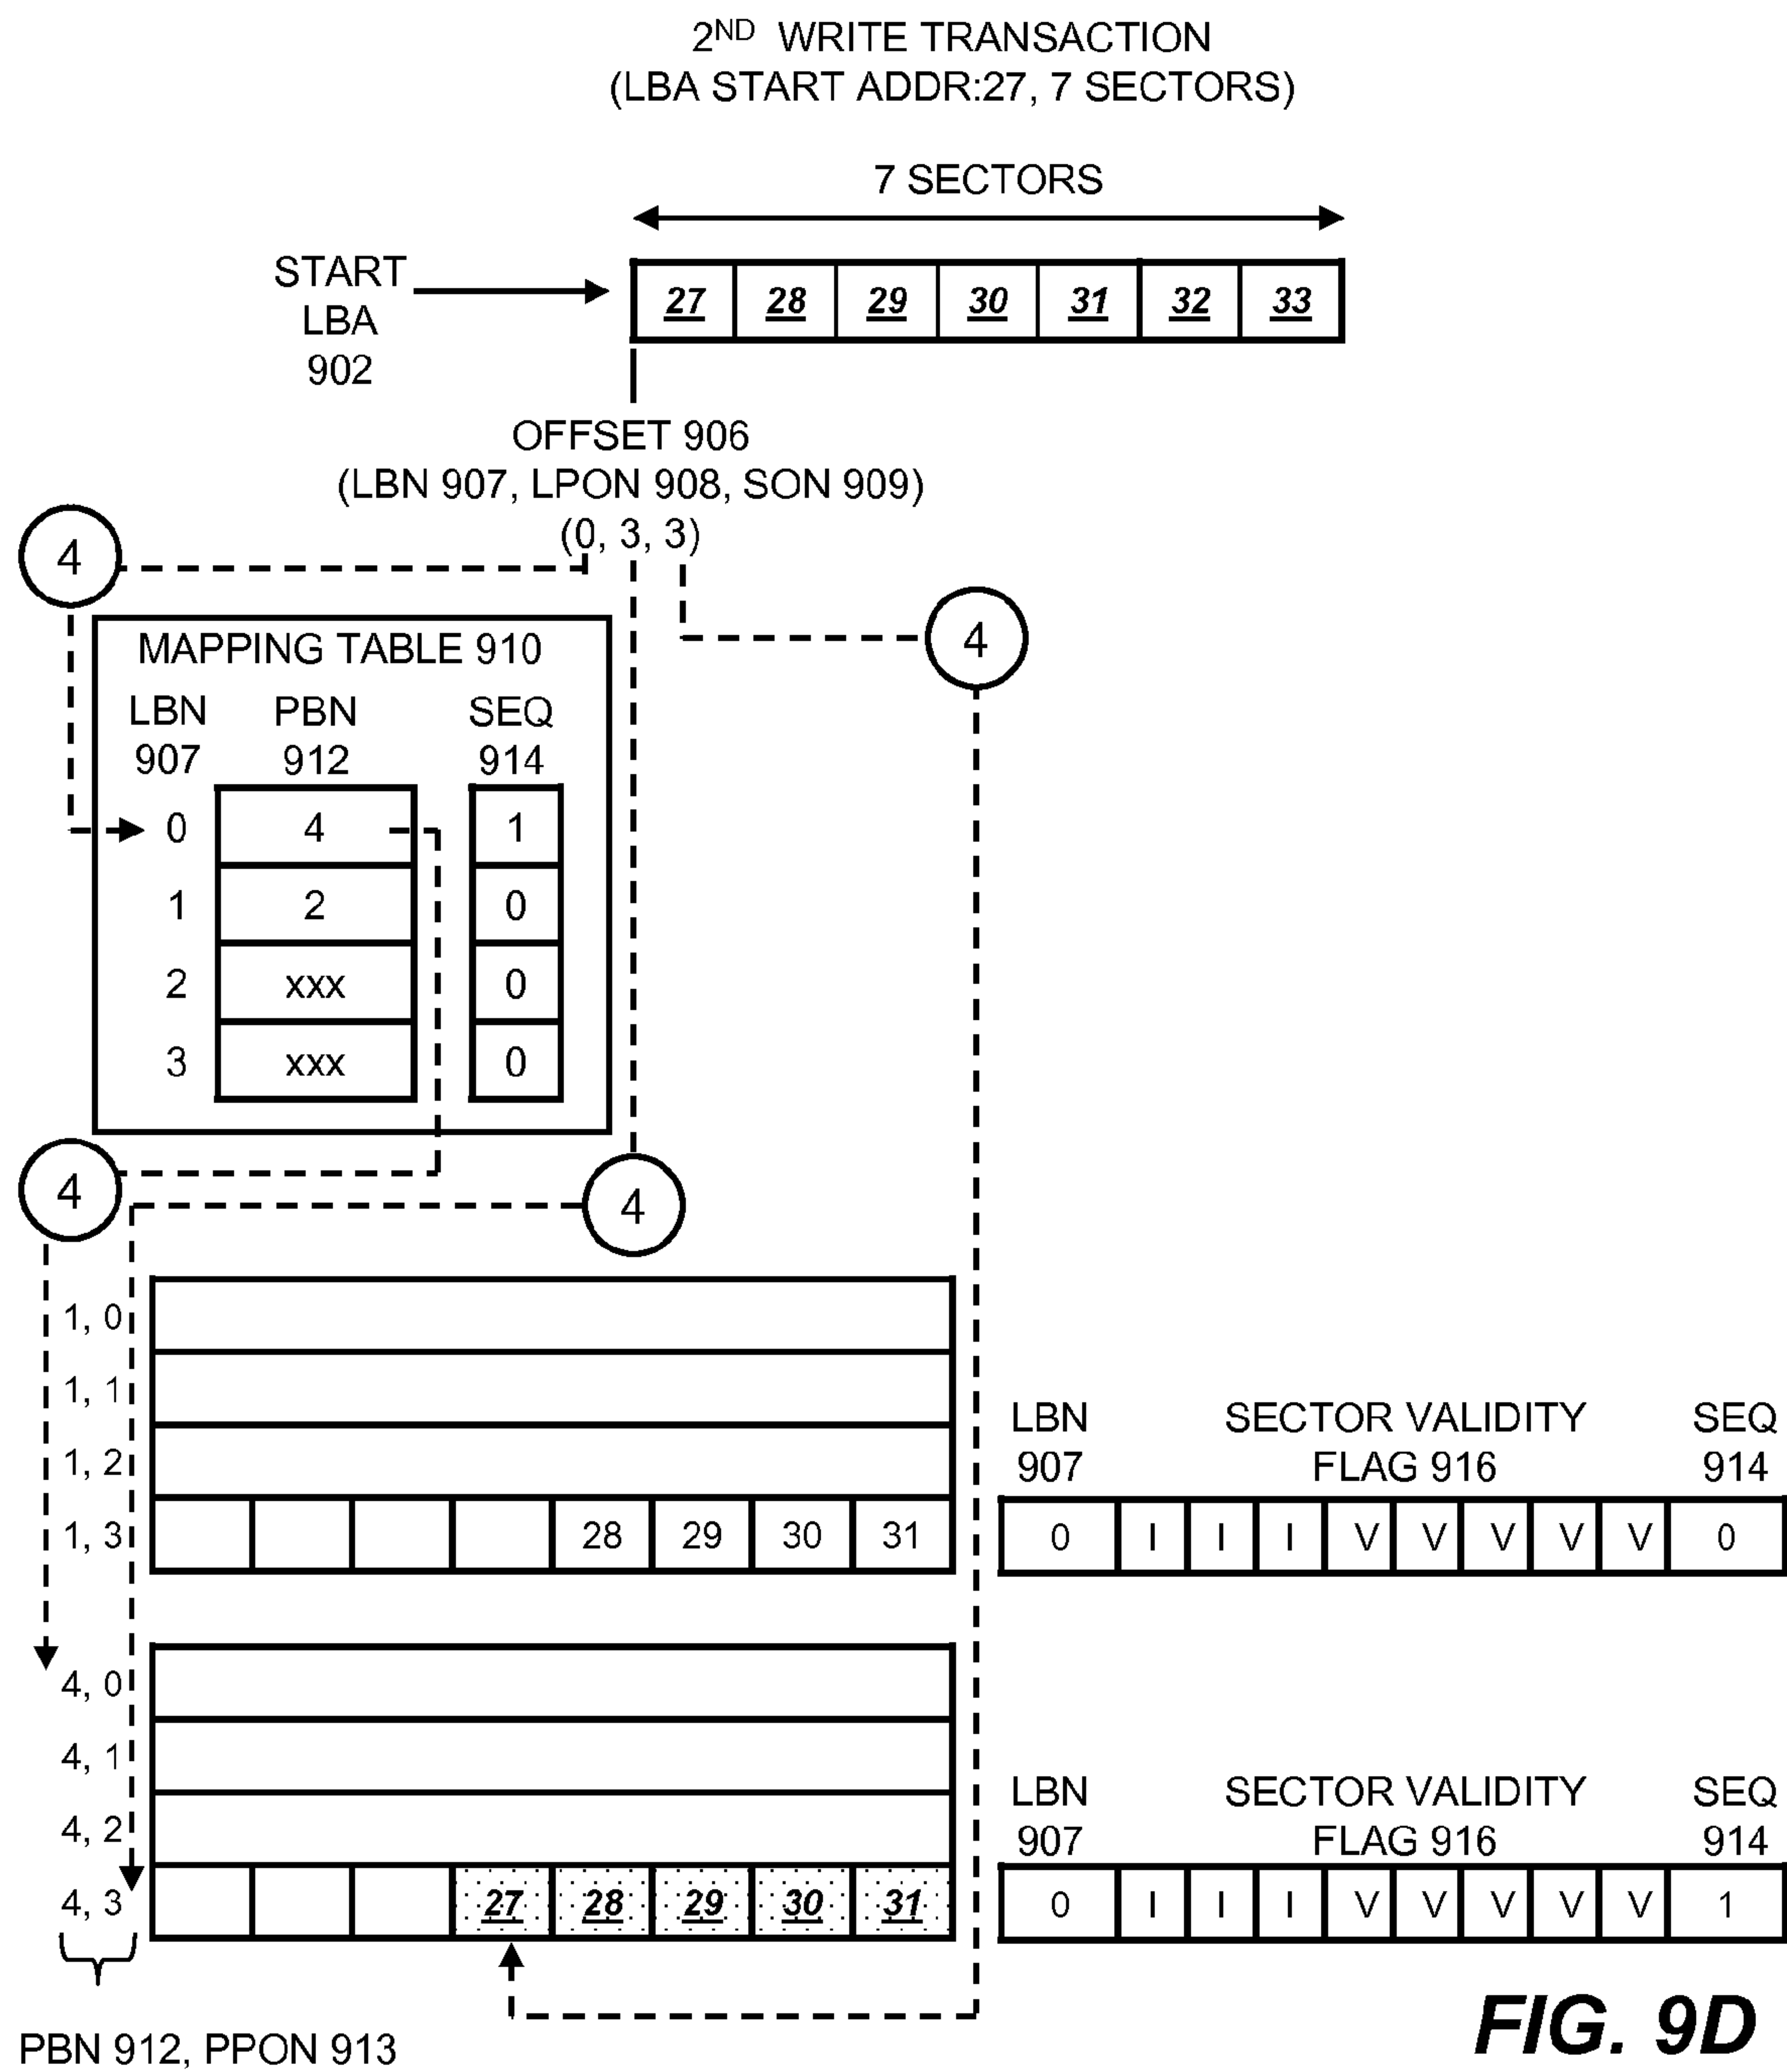 2ND WRITE TRANSACTION
(LBA START ADDR:27, 7 SECTORS)
7 SECTORS
START
LBA
902
27 28 29 30 31 32 33
OFFSET 906
(LBN 907, LPON 908, SON 909)
(0, 3, 3)
4
4
MAPPING TABLE 910
LBN PBN SEQ
907 912 914
0 4 1
1 2 0
2 xxx 0
3 xxx 0
4
4
1, 0
1, 1
1, 2
LBN SECTOR VALIDITY SEQ
907 FLAG 916 914
1, 3 28 29 30 31 0 I I I V V V V V 0
4, 0
4, 1
4, 2
LBN SECTOR VALIDITY SEQ
907 FLAG 916 914
4, 3 27 28 29 30 31 0 I I I V V V V V 1
PBN 912, PPON 913
FIG. 9D